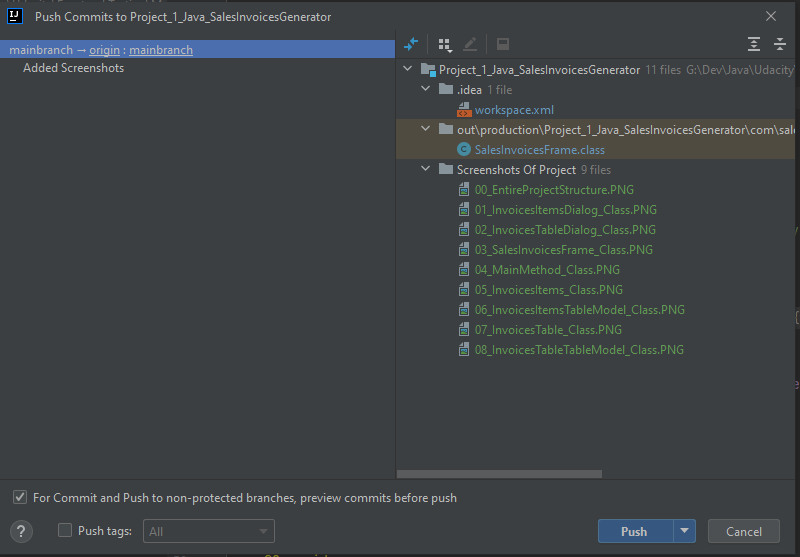 Push Commits to Project_1_Java_SalesInvoicesGenerator
mainbranch → origin : mainbranch
Added Screenshots
Project_1_Java_SalesInvoicesGenerator 11 files G:\Dev\Java\Udacity
.idea 1 file
workspace.xml
out\production\Project_1_Java_SalesInvoicesGenerator\com\sal
SalesInvoicesFrame.class
Screenshots Of Project 9 files
00_EntireProjectStructure.PNG
01_InvoicesItemsDialog_Class.PNG
02_InvoicesTableDialog_Class.PNG
03_SalesInvoicesFrame_Class.PNG
04_MainMethod_Class.PNG
05_InvoicesItems_Class.PNG
06_InvoicesItemsTableModel_Class.PNG
07_InvoicesTable_Class.PNG
08_InvoicesTableTableModel_Class.PNG
For Commit and Push to non-protected branches, preview commits before push
? Push tags: All Push Cancel